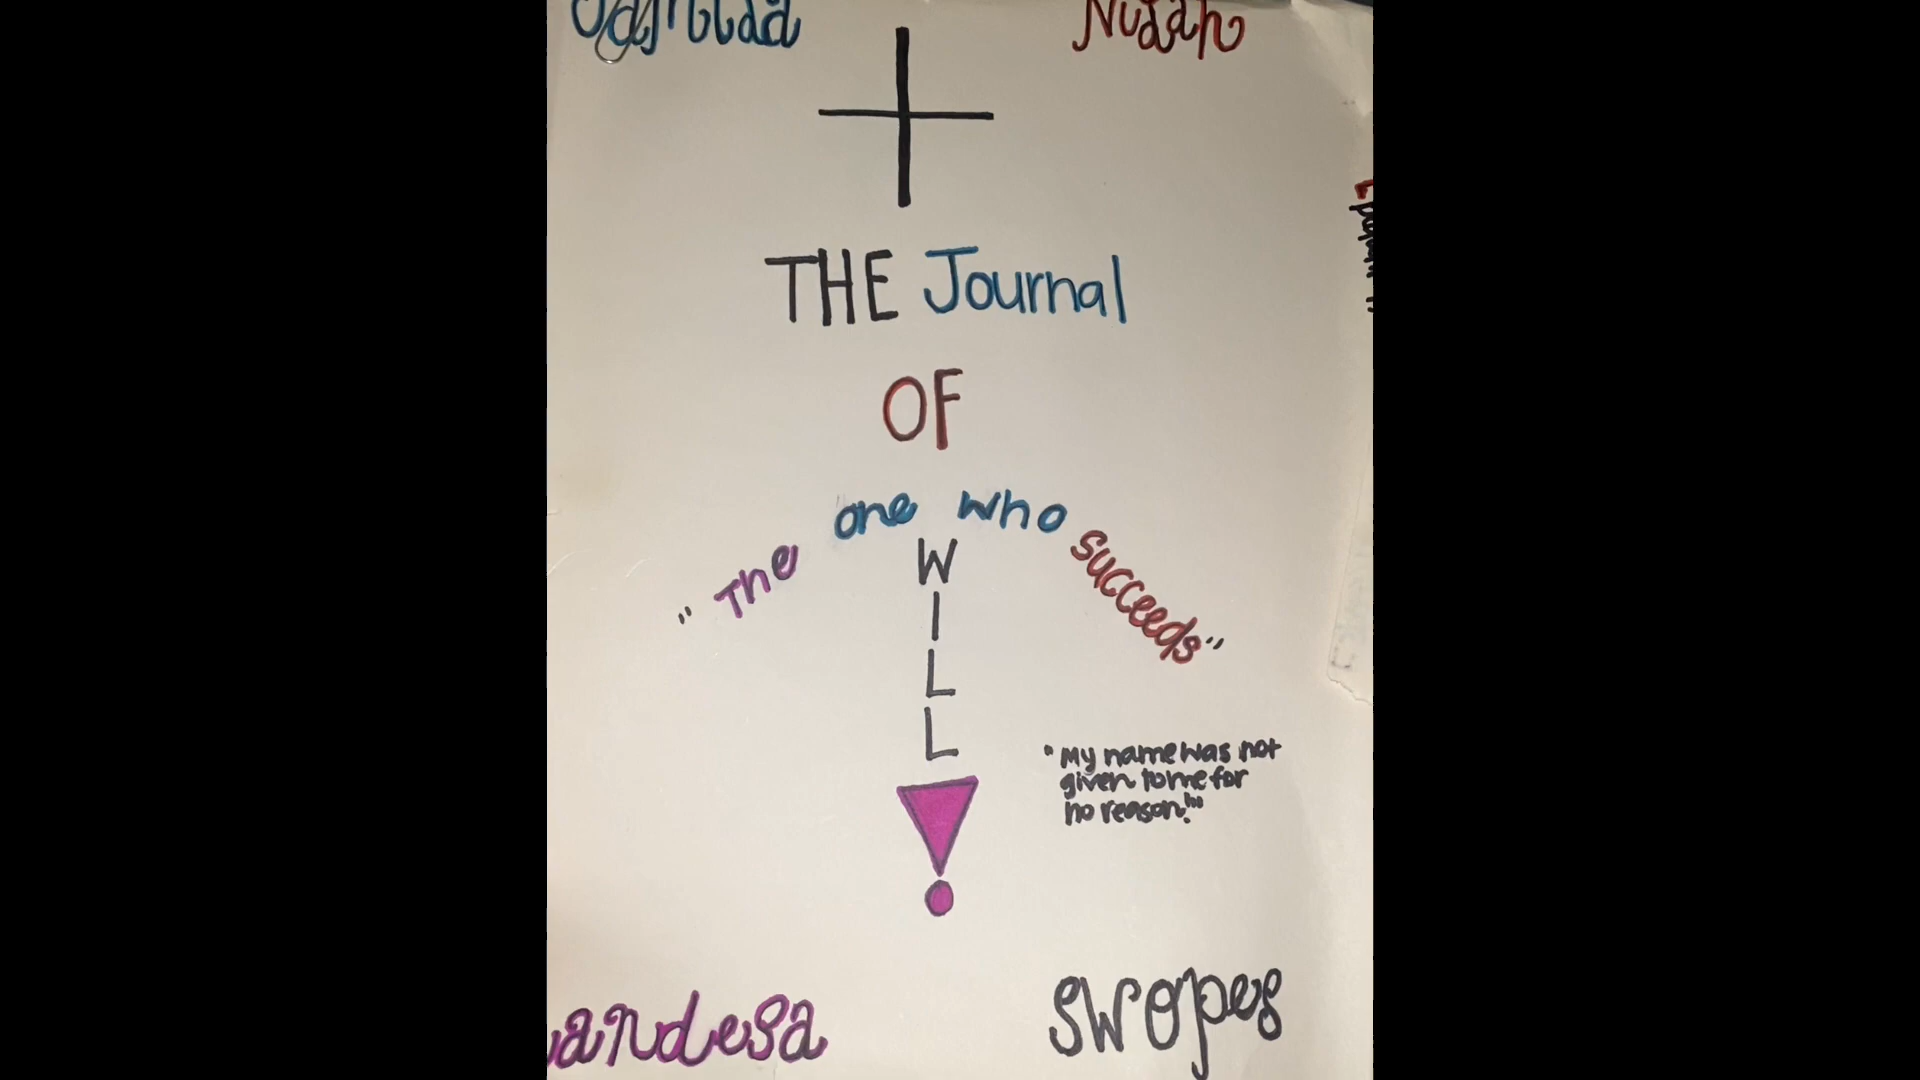 Nudah
THE Journal
OF
"The one who succeeds"
W
I
L
L
!
"My name was not
given to me for
no reason!"
andesa
swopes